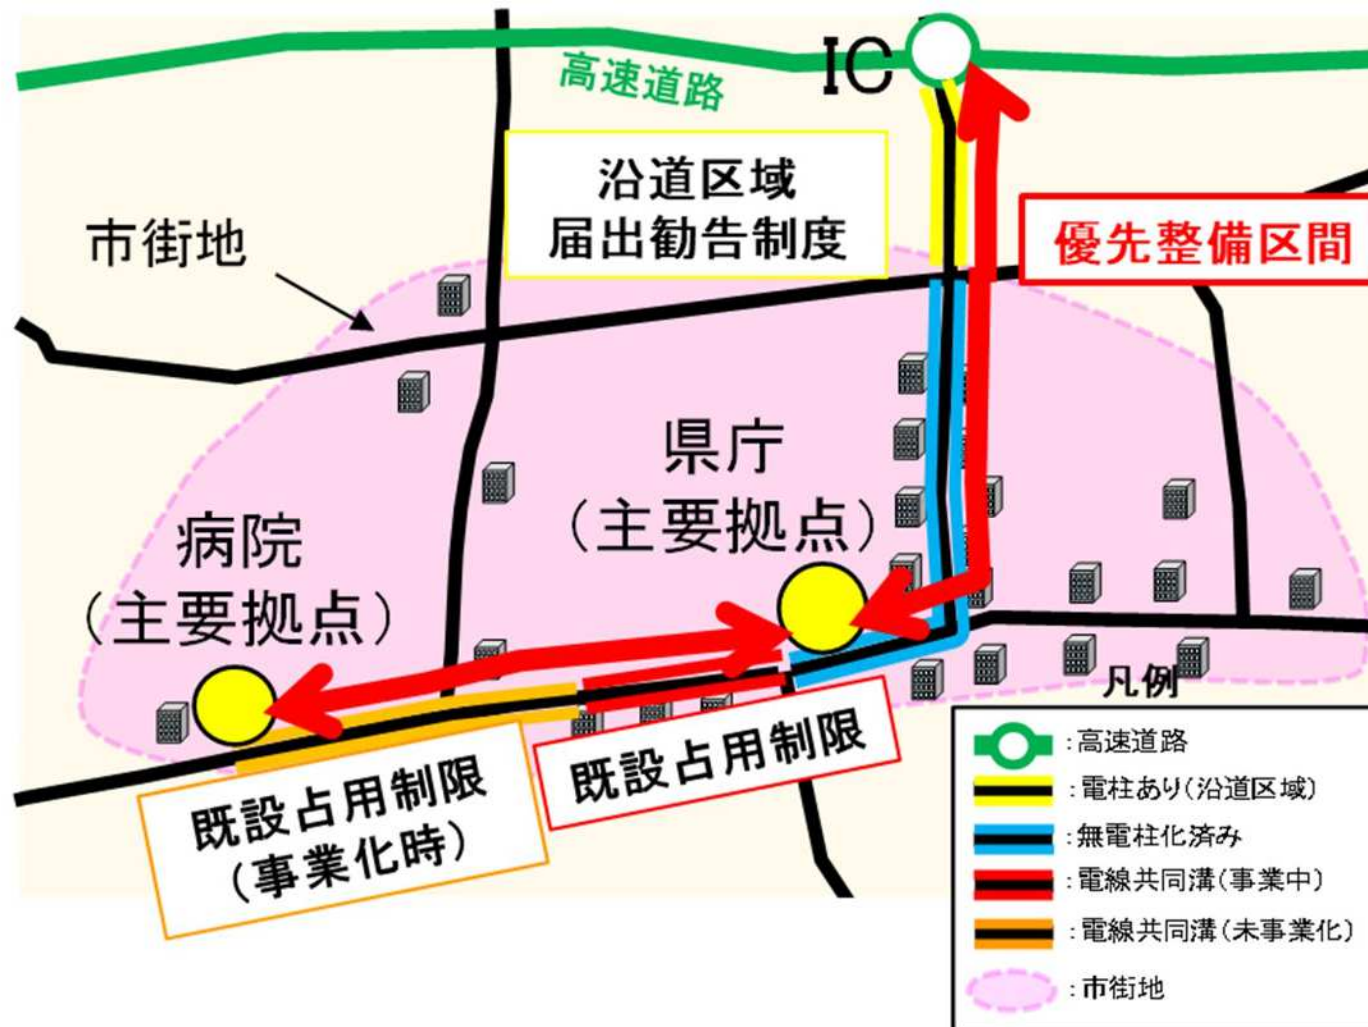 高速道路
IC
沿道区域
届出勧告制度
市街地
優先整備区間
県庁
（主要拠点）
病院
（主要拠点）
既設占用制限
既設占用制限
（事業化時）
凡例
：高速道路
：電柱あり（沿道区域）
：無電柱化済み
：電線共同溝（事業中）
：電線共同溝（未事業化）
：市街地